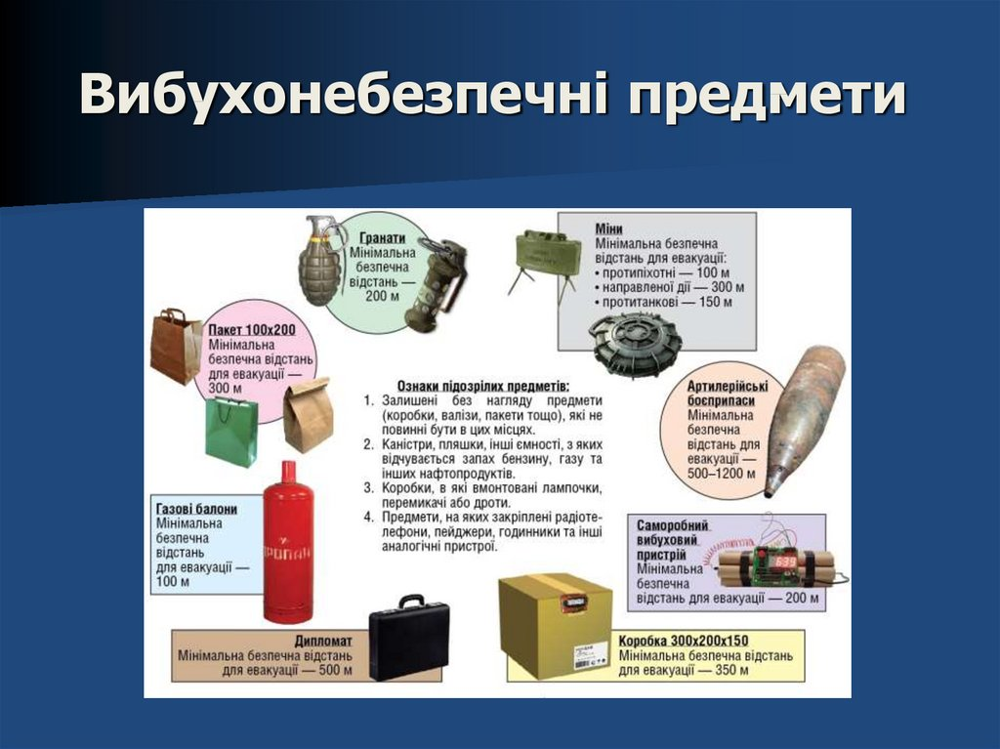 Вибухонебезпечні предмети
Гранати
Мінімальна
безпечна
відстань —
200 м
Міни
Мінімальна безпечна
відстань для евакуації:
• протипіхотні — 100 м
• направленої дії — 300 м
• протитанкові — 150 м
Пакет 100х200
Мінімальна
безпечна відстань
для евакуації —
300 м
Ознаки підозрілих предметів:
1. Залишені без нагляду предмети
(коробки, валізи, пакети тощо), які не
повинні бути в цих місцях.
2. Каністри, пляшки, інші ємності, з яких
відчувається запах бензину, газу та
інших нафтопродуктів.
3. Коробки, в які вмонтовані лампочки,
перемикачі або дроти.
4. Предмети, на яких закріплені радіоте-
лефони, пейджери, годинники та інші
аналогічні пристрої.
Артилерійські
боєприпаси
Мінімальна
безпечна
відстань для
евакуації —
500–1200 м
Газові балони
Мінімальна
безпечна
відстань
для евакуації —
100 м
ПРОПАН
Саморобний
вибуховий
пристрій
Мінімальна
безпечна
відстань для евакуації — 200 м
Дипломат
Мінімальна безпечна відстань
для евакуації — 500 м
Коробка 300х200х150
Мінімальна безпечна відстань
для евакуації — 350 м